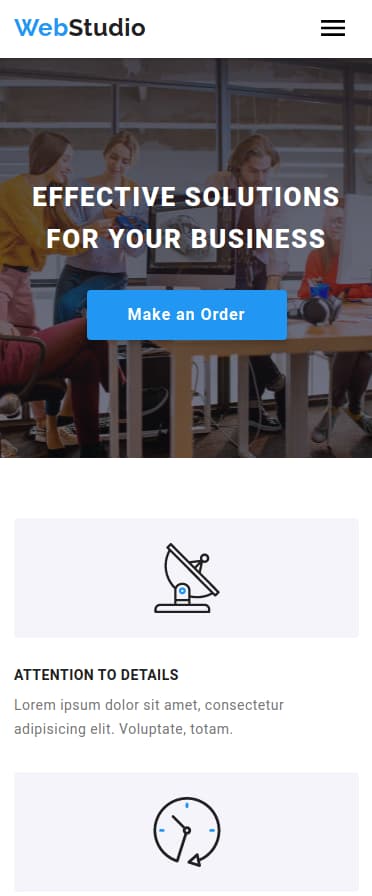 WebStudio
EFFECTIVE SOLUTIONS
FOR YOUR BUSINESS
Make an Order
ATTENTION TO DETAILS
Lorem ipsum dolor sit amet, consectetur
adipisicing elit. Voluptate, totam.